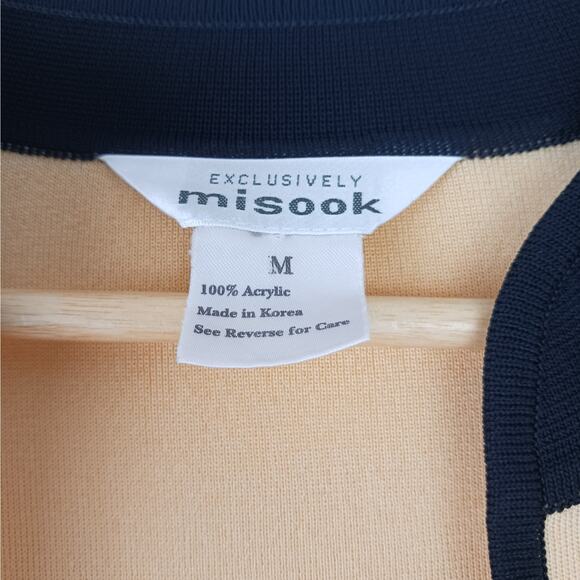 EXCLUSIVELY
misook
M
100% Acrylic
Made in Korea
See Reverse for Care